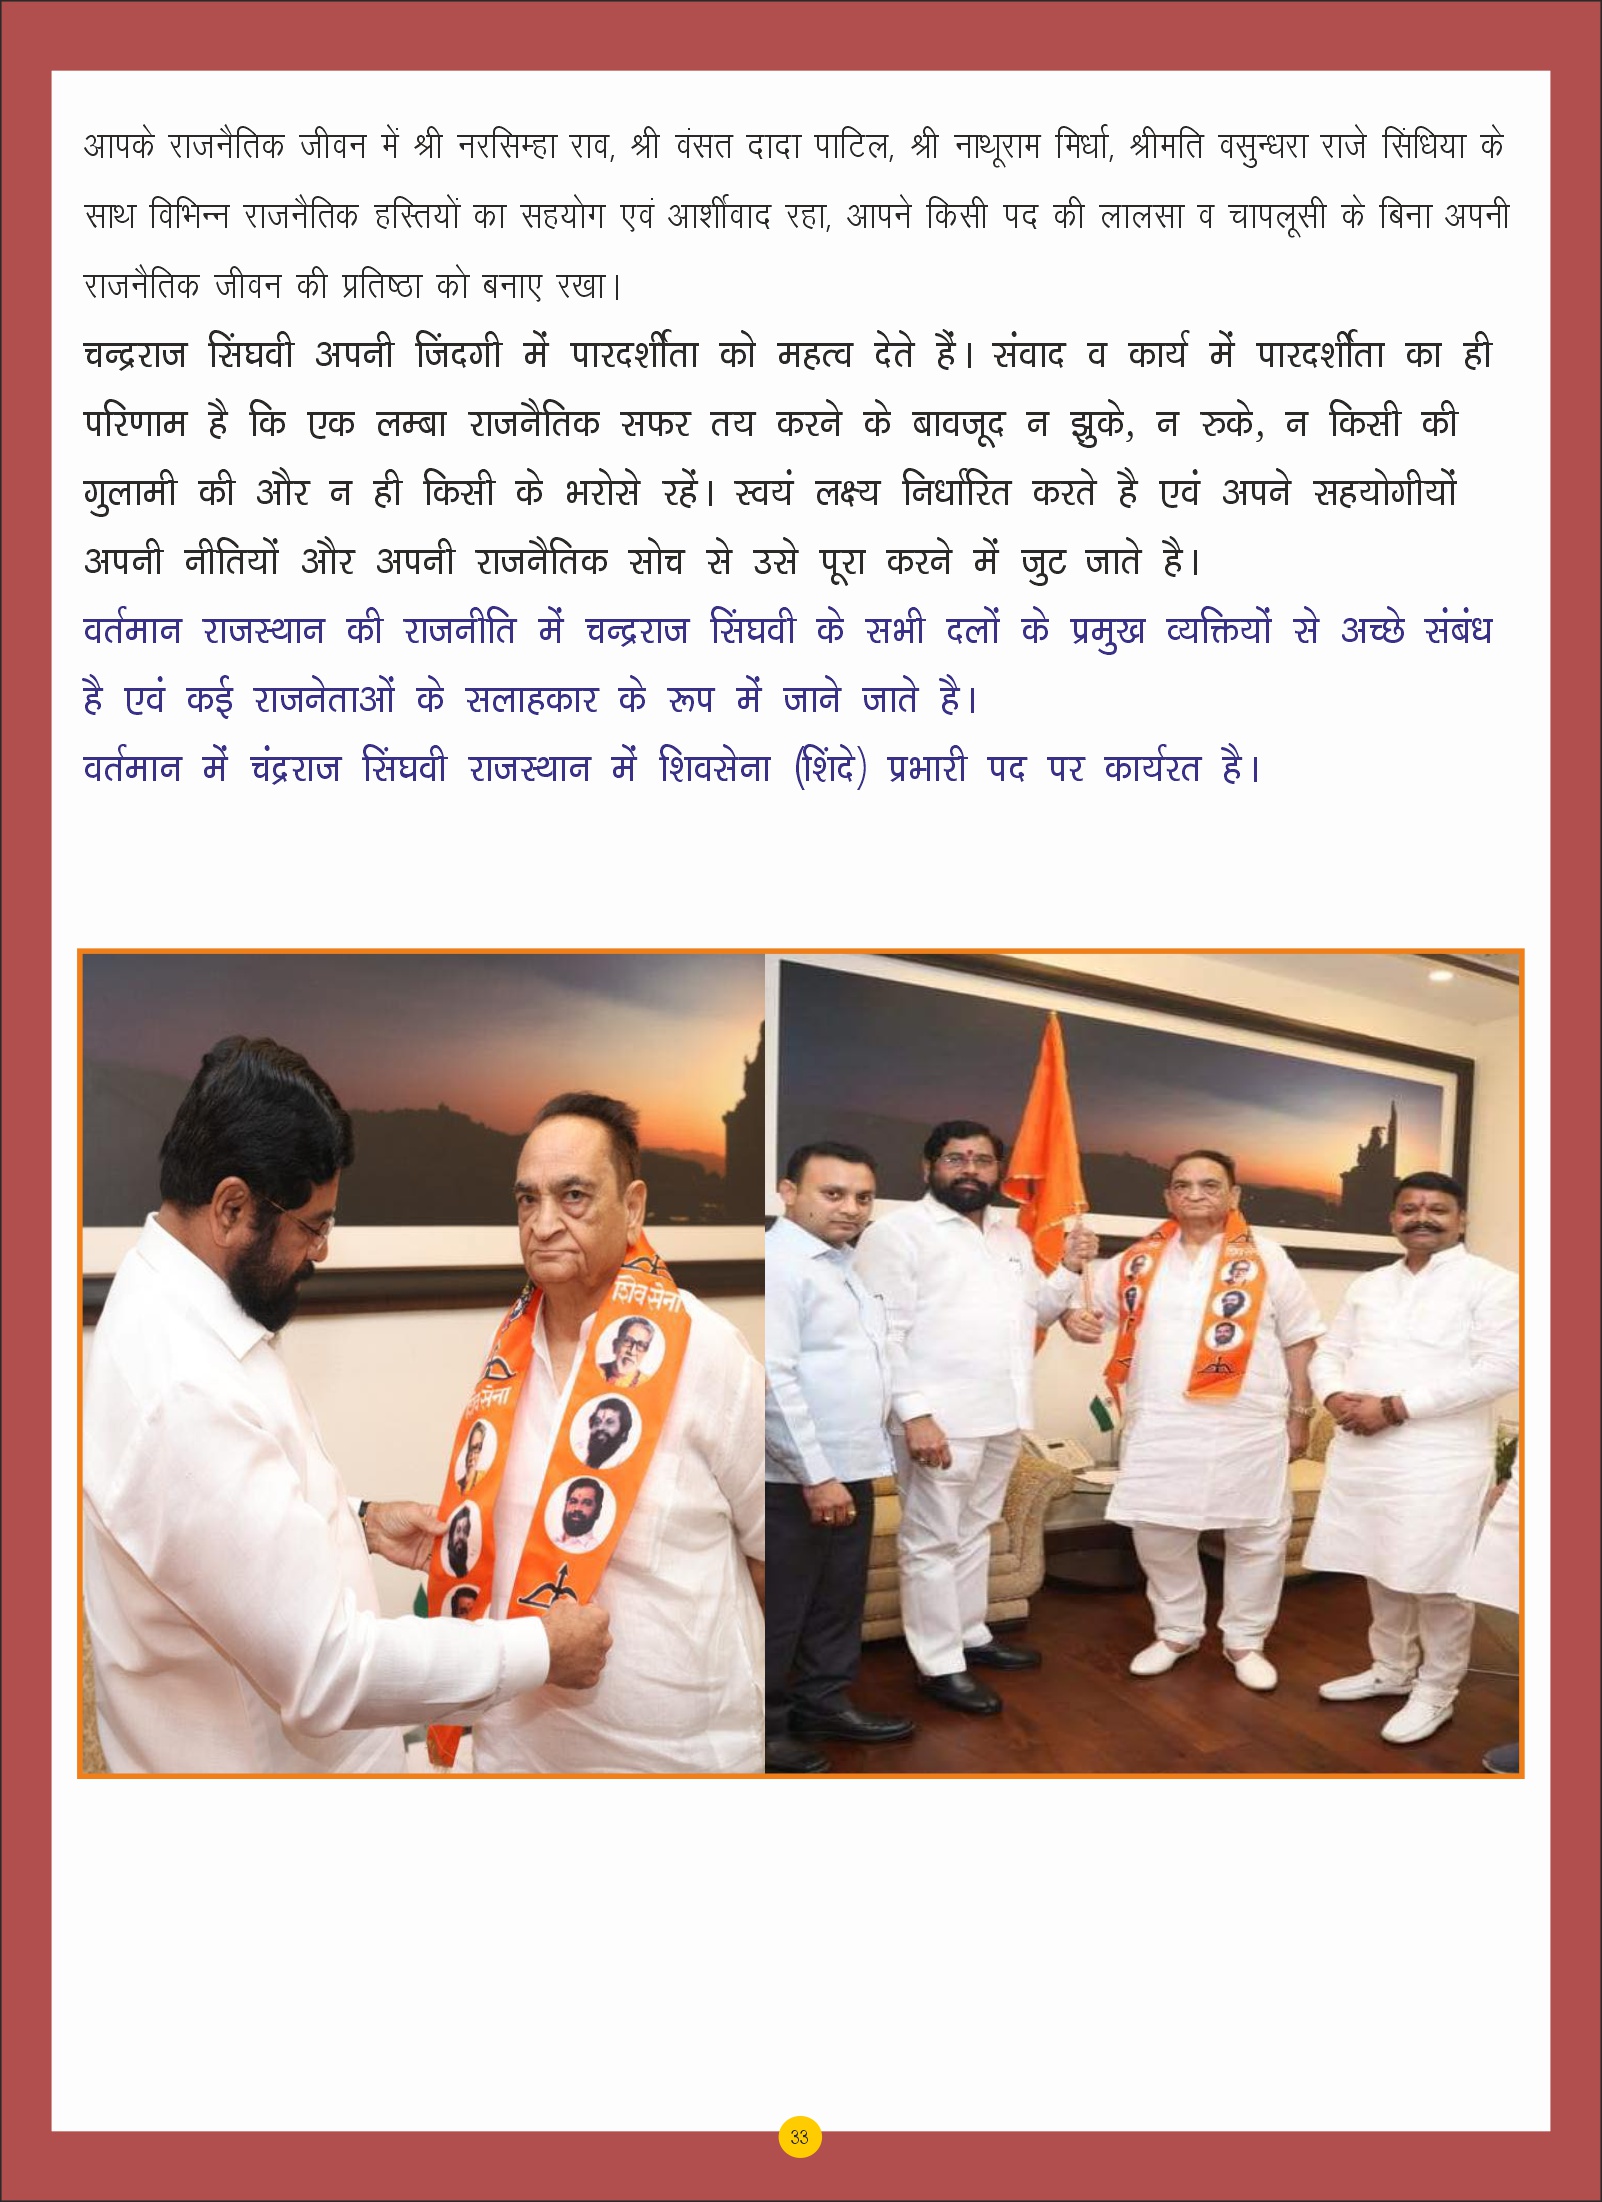 आपके राजनैतिक जीवन में श्री नरसिम्हा राव, श्री वंसत दादा पाटिल, श्री नाथूराम मिर्धा, श्रीमति वसुन्धरा राजे सिंधिया के
साथ विभिन्न राजनैतिक हस्तियों का सहयोग एवं आर्शीवाद रहा, आपने किसी पद की लालसा व चापलूसी के बिना अपनी
राजनैतिक जीवन की प्रतिष्ठा को बनाए रखा।
चन्द्रराज सिंघवी अपनी जिंदगी में पारदर्शीता को महत्व देते हैं। संवाद व कार्य में पारदर्शीता का ही
परिणाम है कि एक लम्बा राजनैतिक सफर तय करने के बावजूद न झुके, न रुके, न किसी की
गुलामी की और न ही किसी के भरोसे रहें। स्वयं लक्ष्य निर्धारित करते है एवं अपने सहयोगीयों
अपनी नीतियों और अपनी राजनैतिक सोच से उसे पूरा करने में जुट जाते है।
वर्तमान राजस्थान की राजनीति में चन्द्रराज सिंघवी के सभी दलों के प्रमुख व्यक्तियों से अच्छे संबंध
है एवं कई राजनेताओं के सलाहकार के रूप में जाने जाते है।
वर्तमान में चंद्रराज सिंघवी राजस्थान में शिवसेना (शिंदे) प्रभारी पद पर कार्यरत है।
शिवसेना
शिवसेना
शिवसेना
33